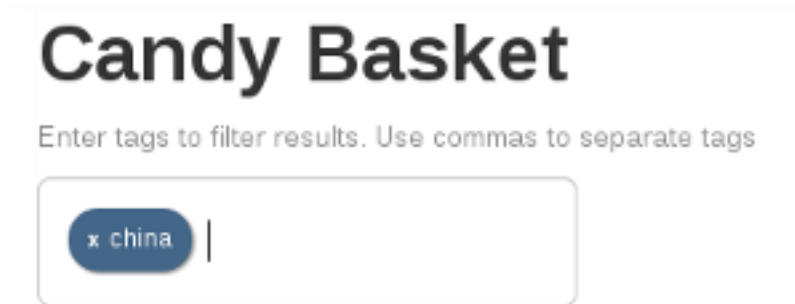 Candy Basket
Enter tags to filter results. Use commas to separate tags
x china